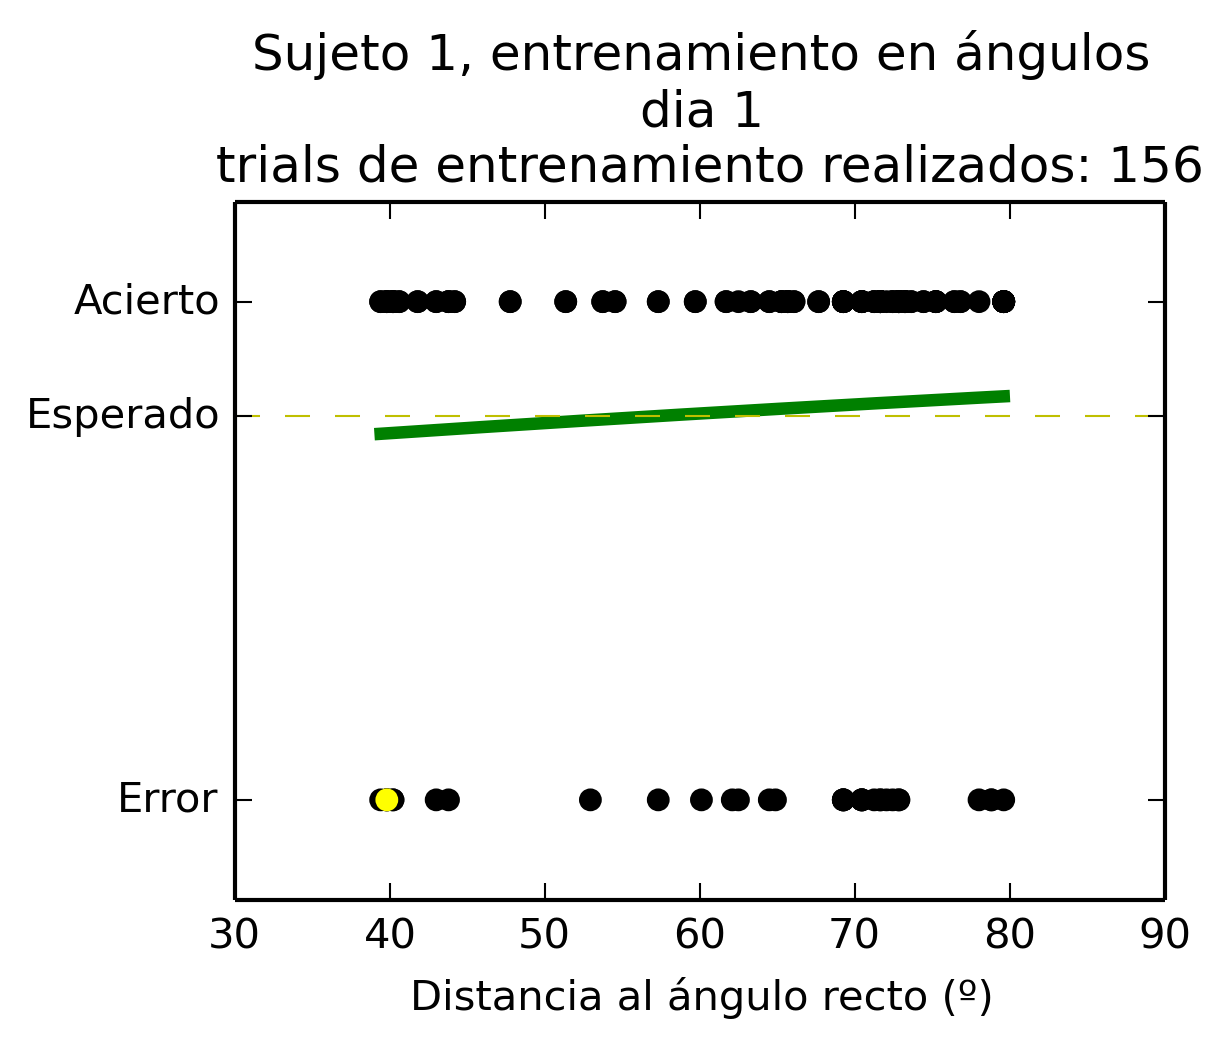 Sujeto 1, entrenamiento en ángulos
dia 1
trials de entrenamiento realizados: 156
Acierto
Esperado
Error
30 40 50 60 70 80 90
Distancia al ángulo recto (º)